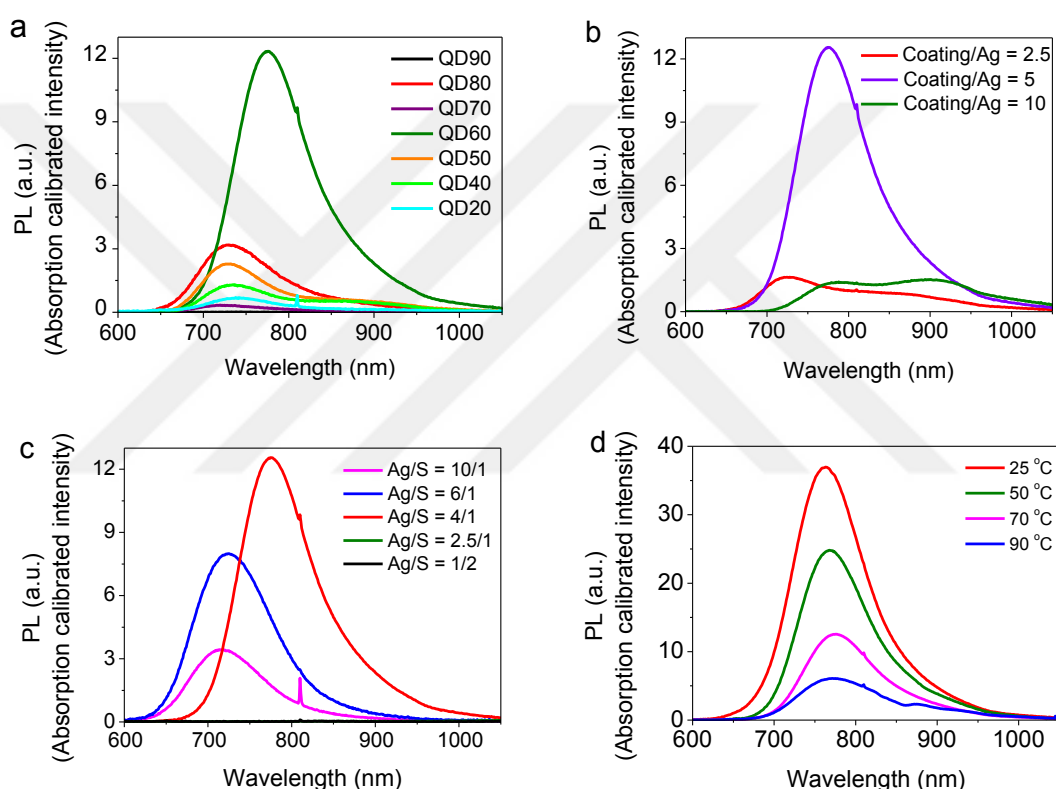 a
PL (a.u.)
(Absorption calibrated intensity)
12
9
6
3
0
600 700 800 900 1000
Wavelength (nm)
QD90
QD80
QD70
QD60
QD50
QD40
QD20
b
PL (a.u.)
(Absorption calibrated intensity)
12
9
6
3
0
600 700 800 900 1000
Wavelength (nm)
Coating/Ag = 2.5
Coating/Ag = 5
Coating/Ag = 10
c
PL (a.u.)
(Absorption calibrated intensity)
12
9
6
3
0
600 700 800 900 1000
Wavelength (nm)
Ag/S = 10/1
Ag/S = 6/1
Ag/S = 4/1
Ag/S = 2.5/1
Ag/S = 1/2
d
PL (a.u.)
(Absorption calibrated intensity)
40
30
20
10
0
600 700 800 900 1000
Wavelength (nm)
25 °C
50 °C
70 °C
90 °C